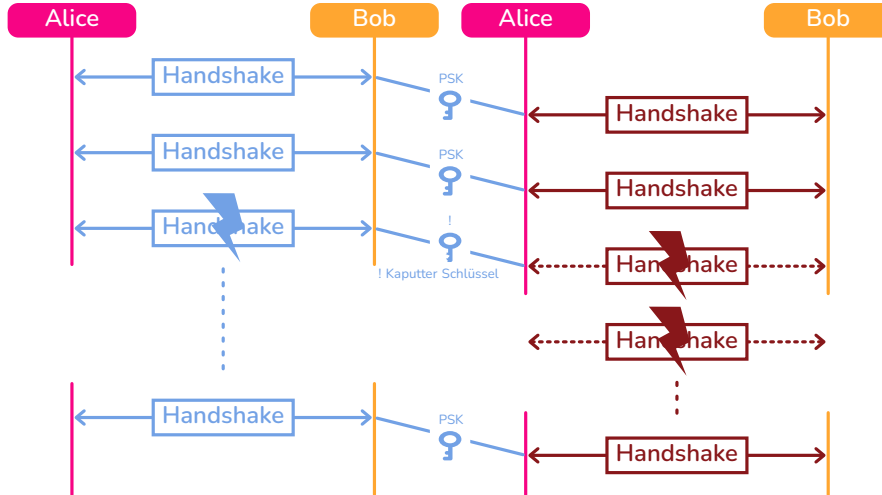 Alice
Bob
Alice
Bob
Handshake
PSK
Handshake
Handshake
PSK
Handshake
Handshake
!
! Kaputter Schlüssel
Handshake
Handshake
Handshake
PSK
Handshake